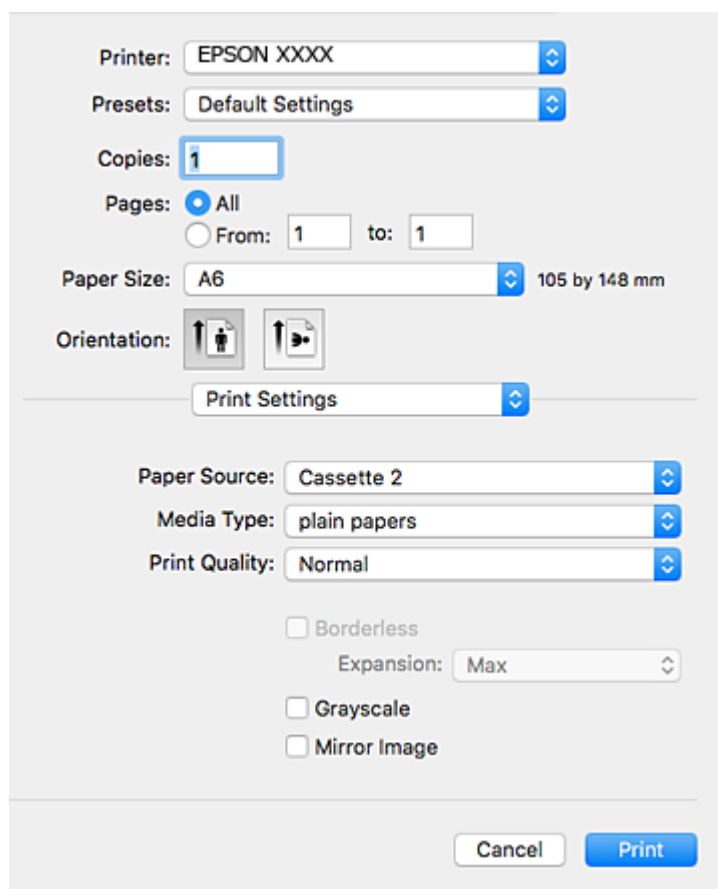 Printer: EPSON XXXX
Presets: Default Settings
Copies: 1
Pages: All
From: 1 to: 1
Paper Size: A6 105 by 148 mm
Orientation:
Print Settings
Paper Source: Cassette 2
Media Type: plain papers
Print Quality: Normal
Borderless
Expansion: Max
Grayscale
Mirror Image
Cancel Print